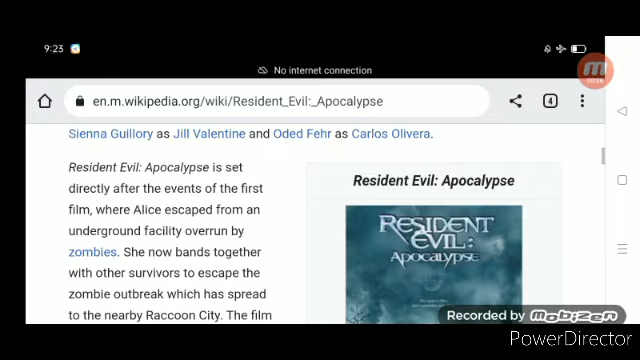 9:23
No internet connection
00:08
en.m.wikipedia.org/wiki/Resident_Evil:_Apocalypse
4
Sienna Guillory as Jill Valentine and Oded Fehr as Carlos Olivera.
Resident Evil: Apocalypse is set
directly after the events of the first
film, where Alice escaped from an
underground facility overrun by
zombies. She now bands together
with other survivors to escape the
zombie outbreak which has spread
to the nearby Raccoon City. The film
Resident Evil: Apocalypse
RESIDENT
EVIL:
APOCALYPSE
Recorded by Mobizen
PowerDirector